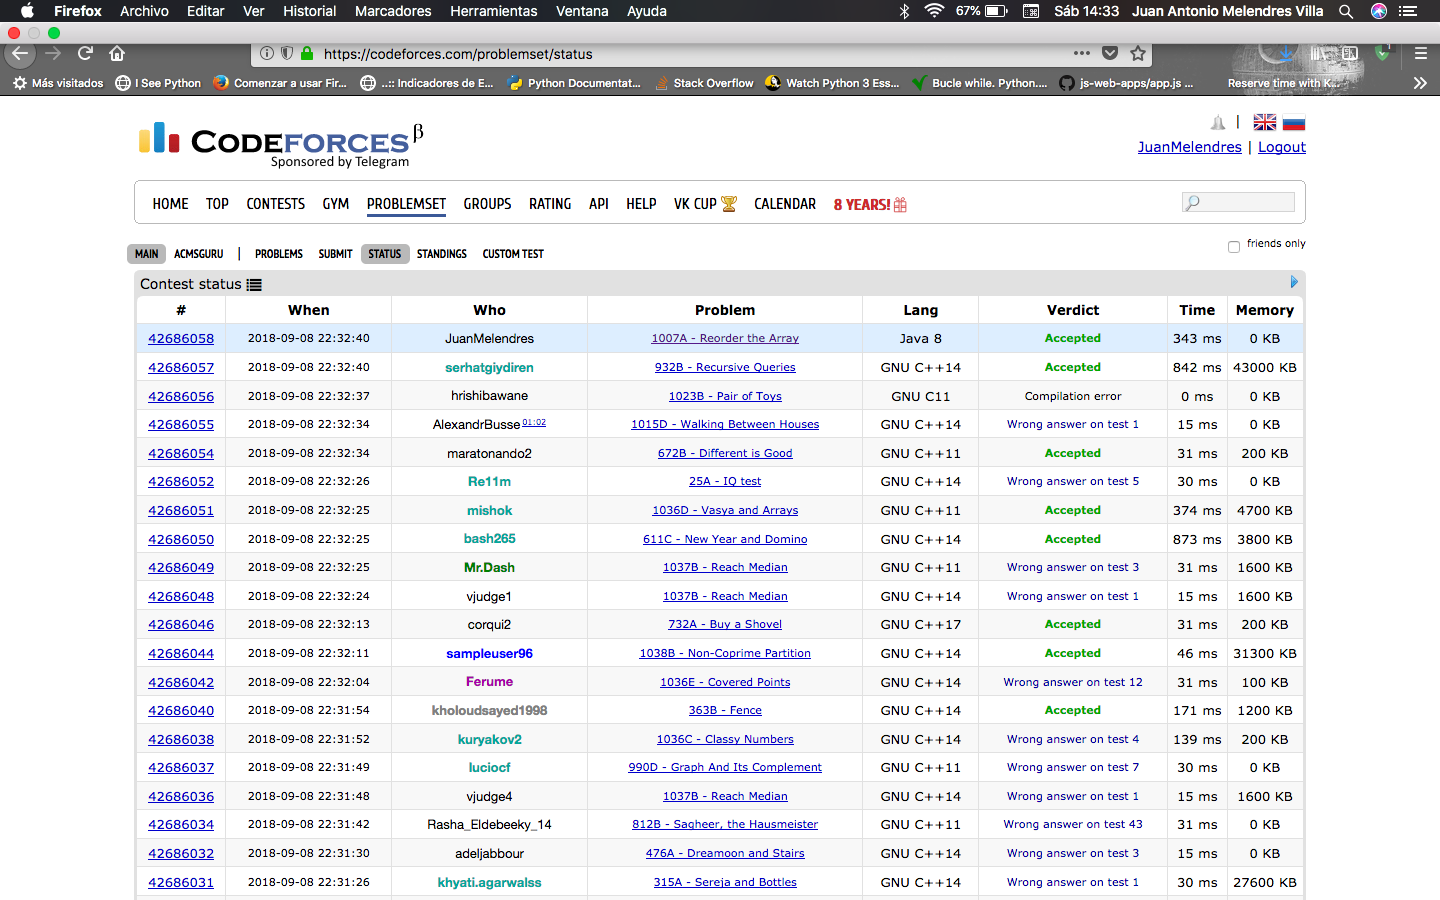 Firefox Archivo Editar Ver Historial Marcadores Herramientas Ventana Ayuda 67% Sáb 14:33 Juan Antonio Melendres Villa
https://codeforces.com/problemset/status
Más visitados I See Python Comenzar a usar Fir... ..:: Indicadores de E... Python Documentat... Stack Overflow Watch Python 3 Ess... Bucle while. Python.... js-web-apps/app.js ... Reserve time with K...
CODEFORCES β
Sponsored by Telegram
JuanMelendres | Logout
HOME TOP CONTESTS GYM PROBLEMSET GROUPS RATING API HELP VK CUP CALENDAR 8 YEARS!
MAIN ACMSGURU | PROBLEMS SUBMIT STATUS STANDINGS CUSTOM TEST
friends only
Contest status
# When Who Problem Lang Verdict Time Memory
42686058 2018-09-08 22:32:40 JuanMelendres 1007A - Reorder the Array Java 8 Accepted 343 ms 0 KB
42686057 2018-09-08 22:32:40 serhatgiydiren 932B - Recursive Queries GNU C++14 Accepted 842 ms 43000 KB
42686056 2018-09-08 22:32:37 hrishibawane 1023B - Pair of Toys GNU C11 Compilation error 0 ms 0 KB
42686055 2018-09-08 22:32:34 AlexandrBusse 01:02 1015D - Walking Between Houses GNU C++14 Wrong answer on test 1 15 ms 0 KB
42686054 2018-09-08 22:32:34 maratonando2 672B - Different is Good GNU C++11 Accepted 31 ms 200 KB
42686052 2018-09-08 22:32:26 Re11m 25A - IQ test GNU C++14 Wrong answer on test 5 30 ms 0 KB
42686051 2018-09-08 22:32:25 mishok 1036D - Vasya and Arrays GNU C++11 Accepted 374 ms 4700 KB
42686050 2018-09-08 22:32:25 bash265 611C - New Year and Domino GNU C++14 Accepted 873 ms 3800 KB
42686049 2018-09-08 22:32:25 Mr.Dash 1037B - Reach Median GNU C++11 Wrong answer on test 3 31 ms 1600 KB
42686048 2018-09-08 22:32:24 vjudge1 1037B - Reach Median GNU C++14 Wrong answer on test 1 15 ms 1600 KB
42686046 2018-09-08 22:32:13 corqui2 732A - Buy a Shovel GNU C++17 Accepted 31 ms 200 KB
42686044 2018-09-08 22:32:11 sampleuser96 1038B - Non-Coprime Partition GNU C++14 Accepted 46 ms 31300 KB
42686042 2018-09-08 22:32:04 Ferume 1036E - Covered Points GNU C++14 Wrong answer on test 12 31 ms 100 KB
42686040 2018-09-08 22:31:54 kholoudsayed1998 363B - Fence GNU C++14 Accepted 171 ms 1200 KB
42686038 2018-09-08 22:31:52 kuryakov2 1036C - Classy Numbers GNU C++14 Wrong answer on test 4 139 ms 200 KB
42686037 2018-09-08 22:31:49 luciocf 990D - Graph And Its Complement GNU C++11 Wrong answer on test 7 30 ms 0 KB
42686036 2018-09-08 22:31:48 vjudge4 1037B - Reach Median GNU C++14 Wrong answer on test 1 15 ms 1600 KB
42686034 2018-09-08 22:31:42 Rasha_Eldebeeky_14 812B - Sagheer, the Hausmeister GNU C++11 Wrong answer on test 43 31 ms 0 KB
42686032 2018-09-08 22:31:30 adeljabbour 476A - Dreamoon and Stairs GNU C++14 Wrong answer on test 3 15 ms 0 KB
42686031 2018-09-08 22:31:26 khyati.agarwalss 315A - Sereja and Bottles GNU C++14 Wrong answer on test 1 30 ms 27600 KB